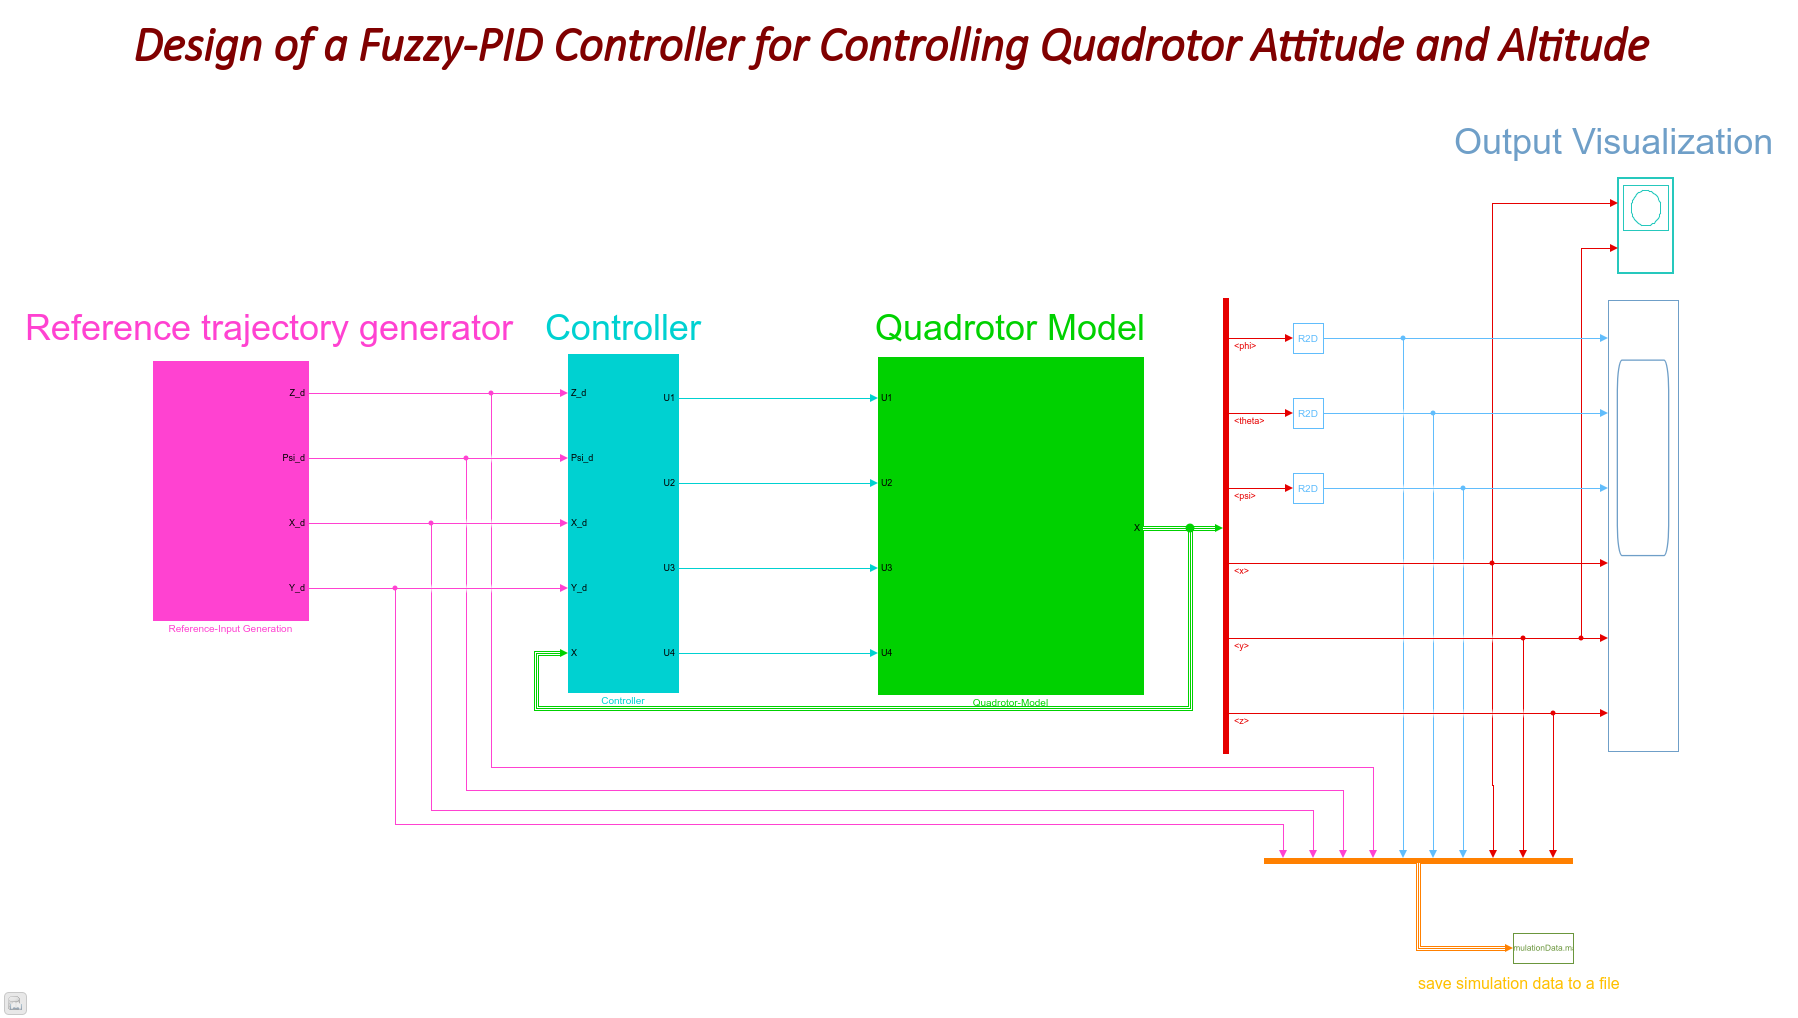 Design of a Fuzzy-PID Controller for Controlling Quadrotor Attitude and Altitude
Output Visualization
Reference trajectory generator
Controller
Quadrotor Model
Z_d
Psi_d
X_d
Y_d
Reference-Input Generation
Z_d
Psi_d
X_d
Y_d
X
U1
U2
U3
U4
Controller
U1
U2
U3
U4
X
Quadrotor-Model
<phi>
<theta>
<psi>
<x>
<y>
<z>
R2D
R2D
R2D
mulationData.ma
save simulation data to a file